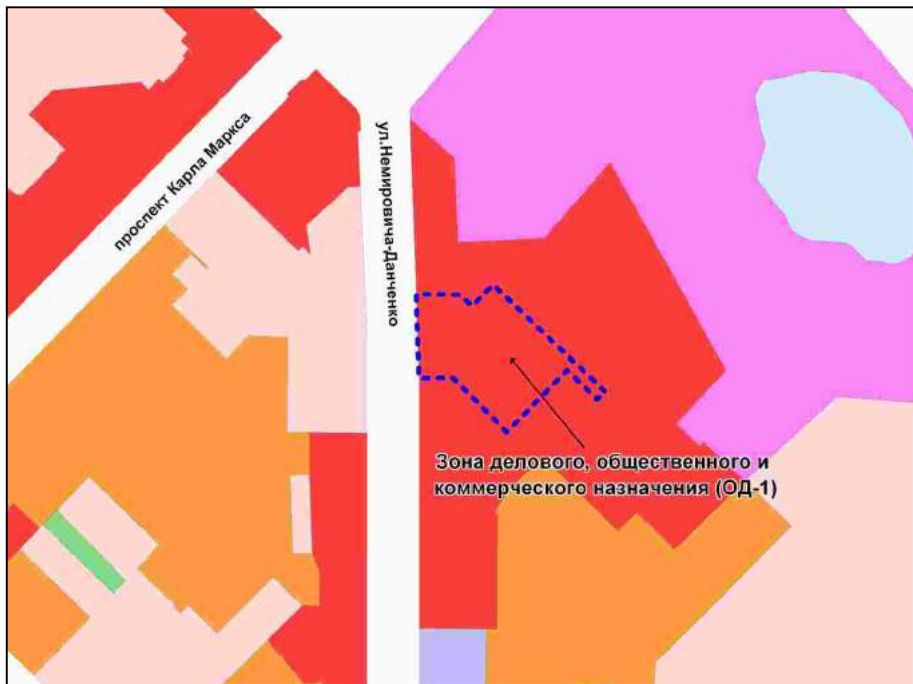 проспект Карла Маркса
ул.Немировича-Данченко
Зона делового, общественного и
коммерческого назначения (ОД-1)